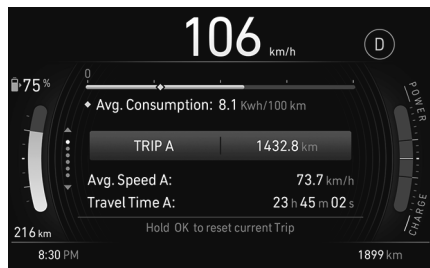 106 km/h
D
75%
0
Avg. Consumption: 8.1 Kwh/100 km
POWER
TRIP A 1432.8 km
Avg. Speed A: 73.7 km/h
Travel Time A: 23 h 45 m 02 s
CHARGE
216 km
Hold OK to reset current Trip
8:30 PM
1899 km